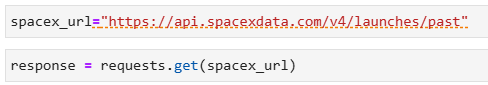 spacex_url="https://api.spacexdata.com/v4/launches/past"
response = requests.get(spacex_url)